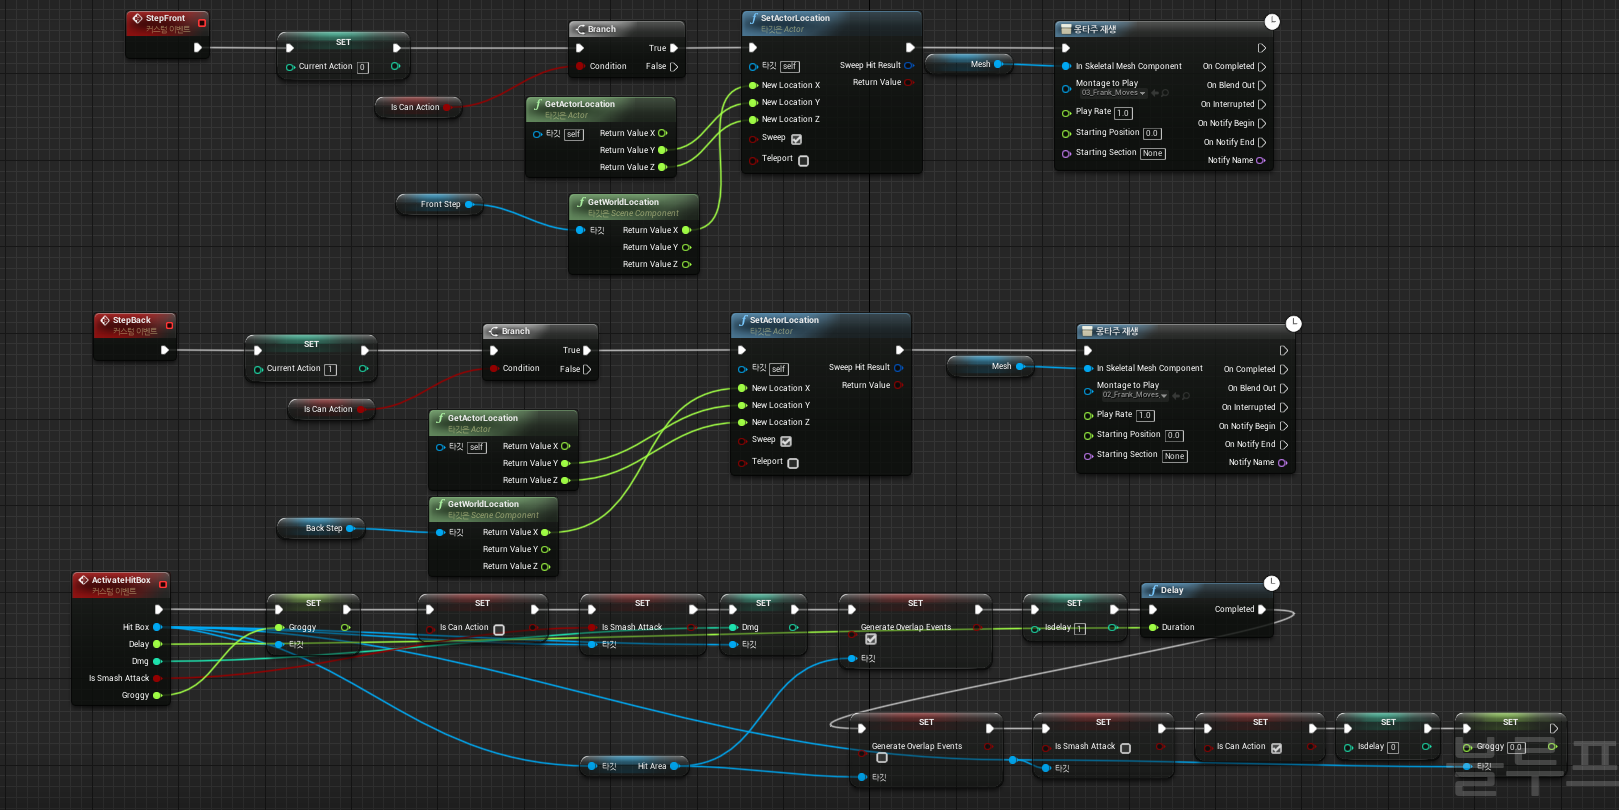 StepFront
커스텀 이벤트
SET
Current Action 0
Is Can Action
Branch
True
Condition
False
GetActorLocation
타깃은 Actor
타깃 self
Return Value X
Return Value Y
Return Value Z
Front Step
GetWorldLocation
타깃은 Scene Component
타깃
Return Value X
Return Value Y
Return Value Z
SetActorLocation
타깃은 Actor
타깃 self
Sweep Hit Result
New Location X
Return Value
New Location Y
New Location Z
Sweep
Teleport
Mesh
몽타주 재생
In Skeletal Mesh Component
On Completed
Montage to Play
03_Frank_Moves
On Blend Out
On Interrupted
Play Rate 1.0
On Notify Begin
Starting Position 0.0
On Notify End
Starting Section None
Notify Name
StepBack
커스텀 이벤트
SET
Current Action 1
Is Can Action
Branch
True
Condition
False
GetActorLocation
타깃은 Actor
타깃 self
Return Value X
Return Value Y
Return Value Z
Back Step
GetWorldLocation
타깃은 Scene Component
타깃
Return Value X
Return Value Y
Return Value Z
SetActorLocation
타깃은 Actor
타깃 self
Sweep Hit Result
New Location X
Return Value
New Location Y
New Location Z
Sweep
Teleport
Mesh
몽타주 재생
In Skeletal Mesh Component
On Completed
Montage to Play
02_Frank_Moves
On Blend Out
On Interrupted
Play Rate 1.0
On Notify Begin
Starting Position 0.0
On Notify End
Starting Section None
Notify Name
ActivateHitBox
커스텀 이벤트
Hit Box
Delay
Dmg
Is Smash Attack
Groggy
SET
Groggy
타깃
SET
Is Can Action
SET
Is Smash Attack
타깃
SET
Dmg
타깃
SET
Generate Overlap Events
타깃
SET
Isdelay 1
Delay
Completed
Duration
타깃 Hit Area
SET
Generate Overlap Events
타깃
SET
Is Smash Attack
타깃
SET
Is Can Action
SET
Isdelay 0
SET
Groggy 0.0
타깃
블루프